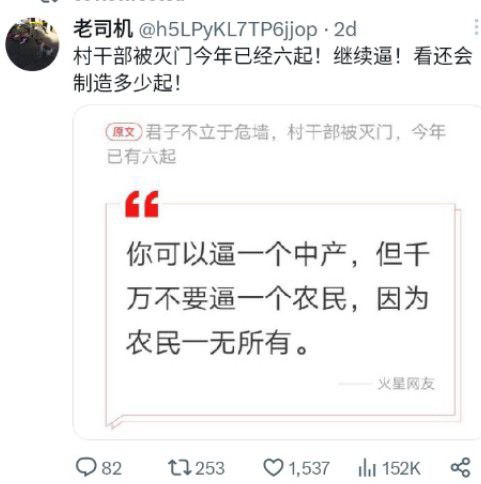 老司机 @h5LPyKL7TP6jjop · 2d
村干部被灭门今年已经六起！继续逼！看还会
制造多少起！
原文 君子不立于危墙，村干部被灭门，今年
已有六起
你可以逼一个中产，但千
万不要逼一个农民，因为
农民一无所有。
—— 火星网友
82 253 1,537 152K